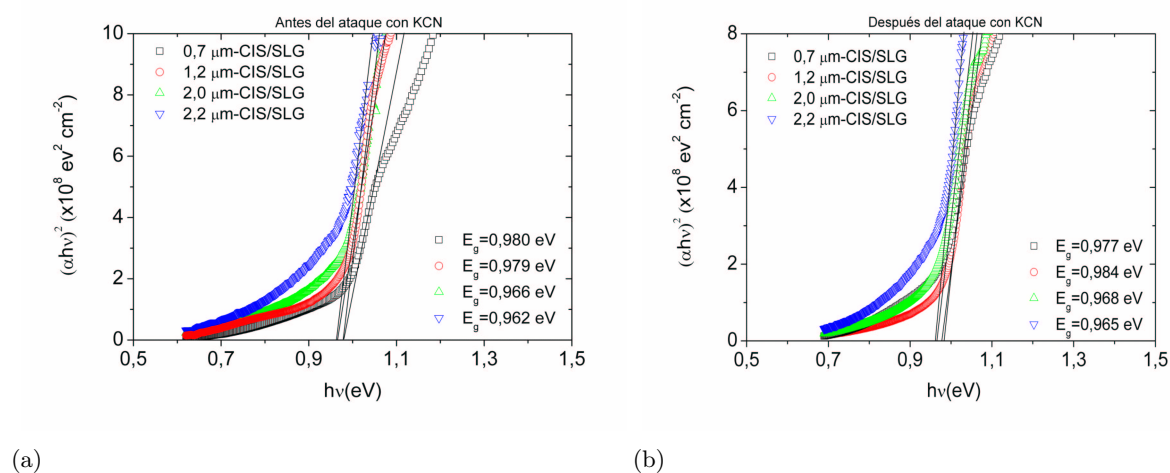 Antes del ataque con KCN
10
8
6
4
2
0
0,5
0,7
0,9
1,1
1,3
1,5
(αhν)² (x10⁸ ev² cm⁻²)
hν(eV)
0,7 μm-CIS/SLG
1,2 μm-CIS/SLG
2,0 μm-CIS/SLG
2,2 μm-CIS/SLG
E_g=0,980 eV
E_g=0,979 eV
E_g=0,966 eV
E_g=0,962 eV
(a)
Después del ataque con KCN
8
6
4
2
0
0,5
0,7
0,9
1,1
1,3
1,5
(αhν)² (x10⁸ ev² cm⁻²)
hν(eV)
0,7 μm-CIS/SLG
1,2 μm-CIS/SLG
2,0 μm-CIS/SLG
2,2 μm-CIS/SLG
E_g=0,977 eV
E_g=0,984 eV
E_g=0,968 eV
E_g=0,965 eV
(b)